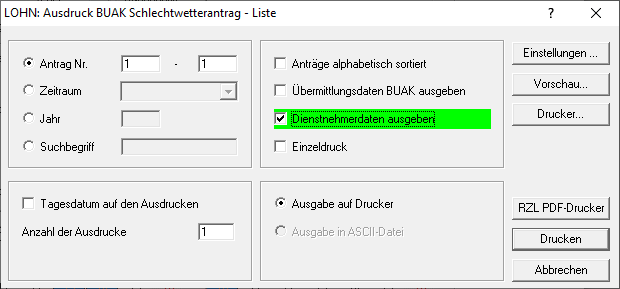 LOHN: Ausdruck BUAK Schlechtwetterantrag - Liste
Antrag Nr. 1 - 1
Zeitraum
Jahr
Suchbegriff
Anträge alphabetisch sortiert
Übermittlungsdaten BUAK ausgeben
Dienstnehmerdaten ausgeben
Einzeldruck
Einstellungen ...
Vorschau...
Drucker...
Tagesdatum auf den Ausdrucken
Anzahl der Ausdrucke 1
Ausgabe auf Drucker
Ausgabe in ASCII-Datei
RZL PDF-Drucker
Drucken
Abbrechen